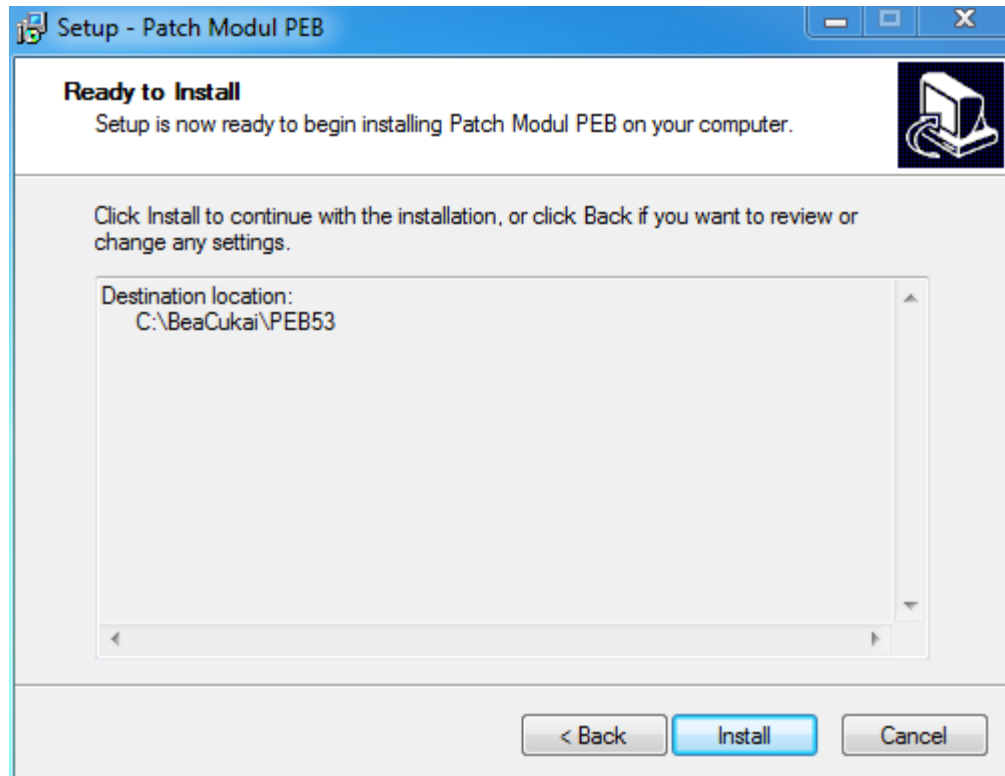 Setup - Patch Modul PEB
Ready to Install
Setup is now ready to begin installing Patch Modul PEB on your computer.
Click Install to continue with the installation, or click Back if you want to review or
change any settings.
Destination location:
C:\BeaCukai\PEB53
< Back
Install
Cancel